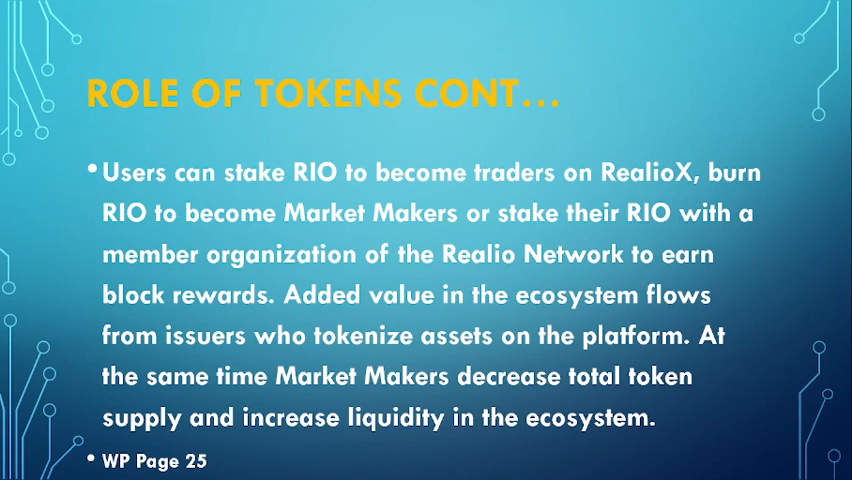 ROLE OF TOKENS CONT...
• Users can stake RIO to become traders on RealioX, burn
RIO to become Market Makers or stake their RIO with a
member organization of the Realio Network to earn
block rewards. Added value in the ecosystem flows
from issuers who tokenize assets on the platform. At
the same time Market Makers decrease total token
supply and increase liquidity in the ecosystem.
• WP Page 25